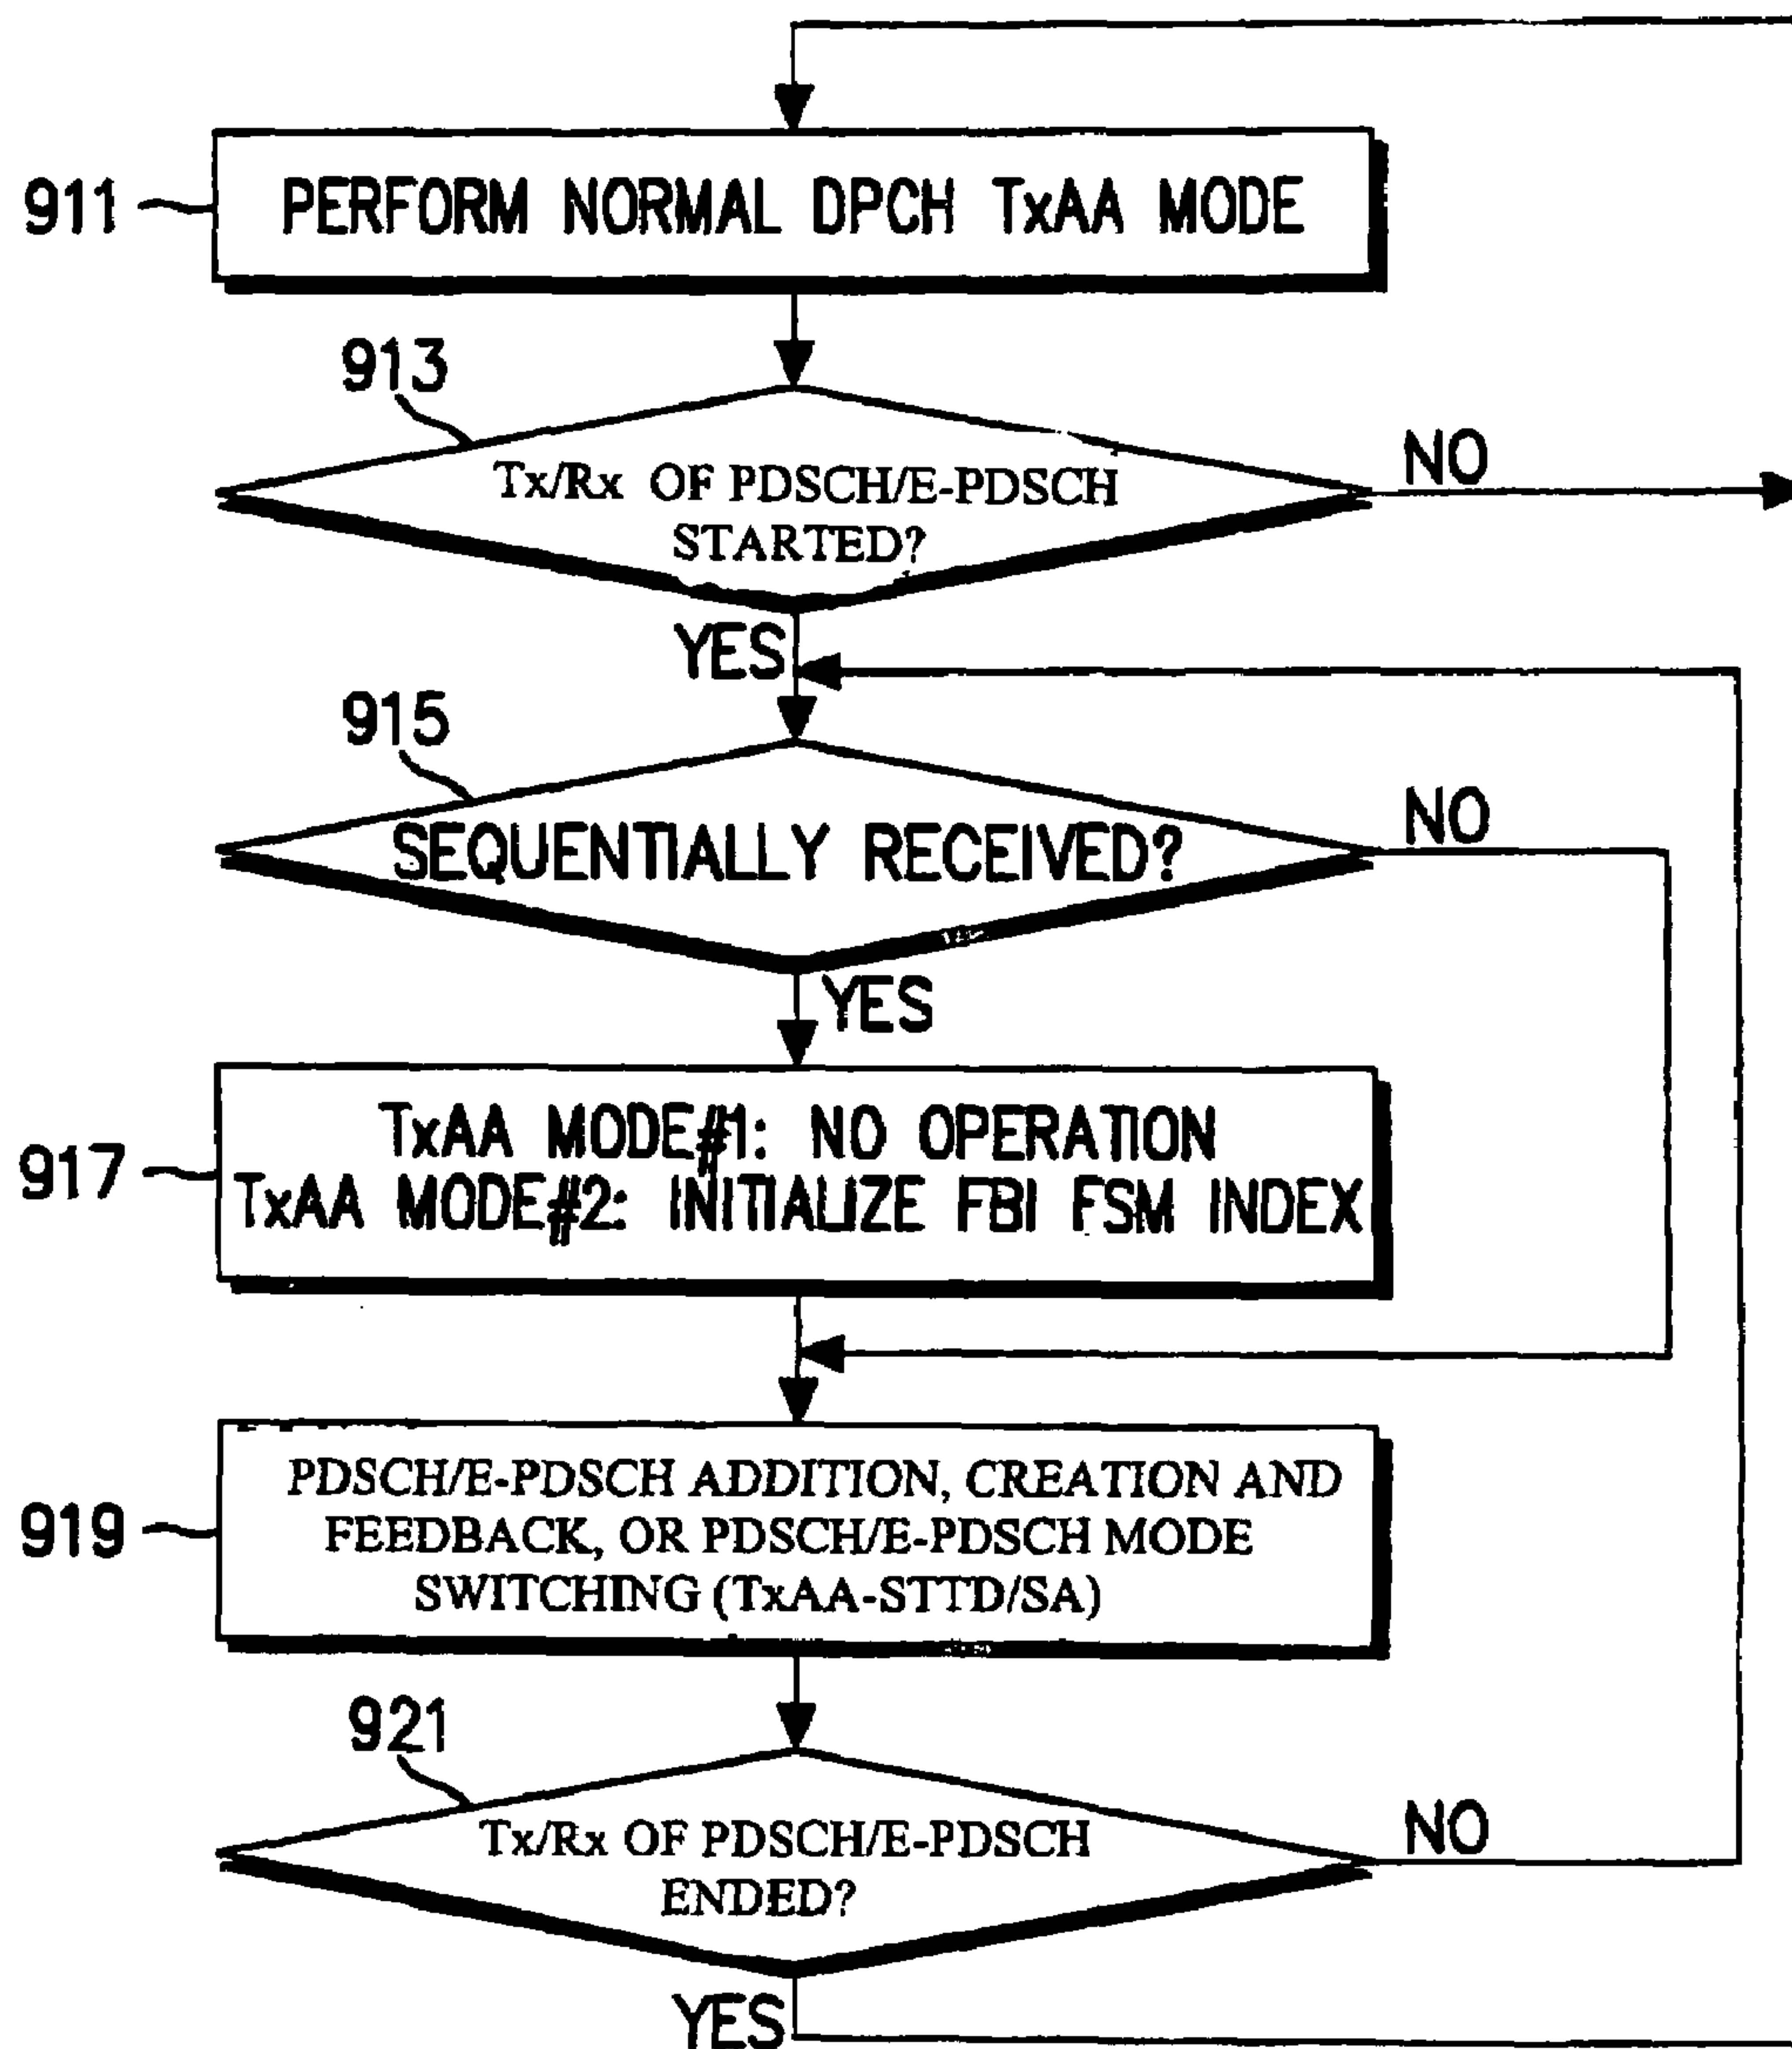 911
PERFORM NORMAL DPCH TxAA MODE
913
Tx/Rx OF PDSCH/E-PDSCH
STARTED?
NO
YES
915
SEQUENTIALLY RECEIVED?
NO
YES
917
TxAA MODE#1: NO OPERATION
TxAA MODE#2: INITIALIZE FBI FSM INDEX
919
PDSCH/E-PDSCH ADDITION, CREATION AND
FEEDBACK, OR PDSCH/E-PDSCH MODE
SWITCHING (TxAA-STTD/SA)
921
Tx/Rx OF PDSCH/E-PDSCH
ENDED?
NO
YES